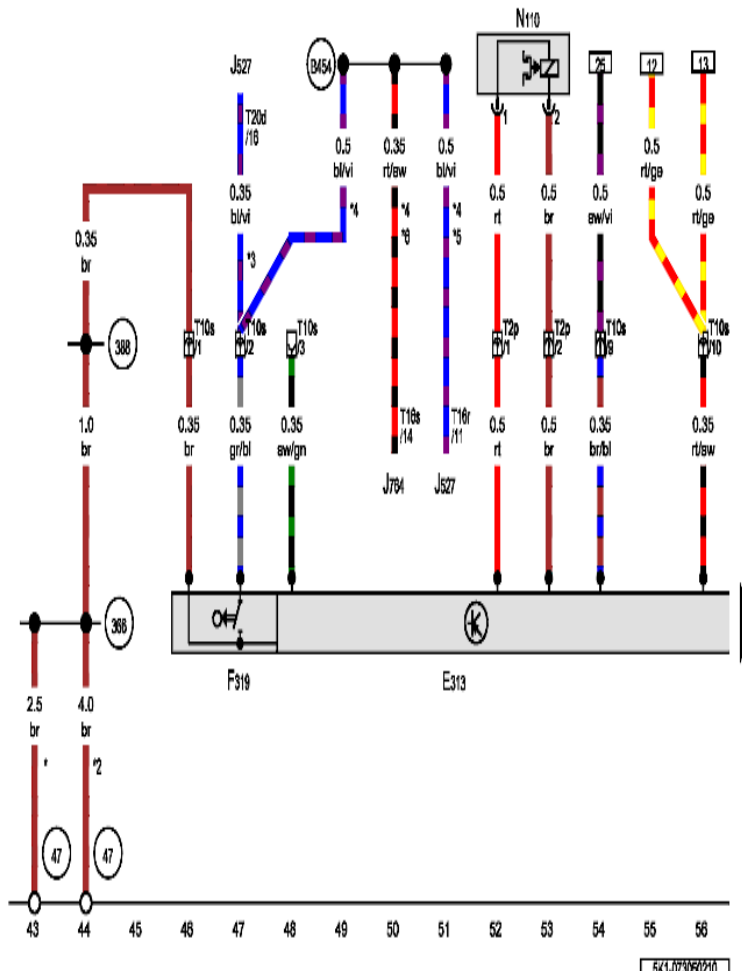 N110
J527
B454
25
12
13
T20d
/16
1
2
0.5
0.35
0.5
0.5
0.5
0.5
0.5
0.5
bl/vi
rt/sw
bl/vi
rt
br
sw/vi
rt/ge
rt/ge
0.35
bl/vi
*4
*4
*4
*6
*5
0.35
br
*3
388
T10s
/1
T10s
/2
T10s
/3
T2p
/1
T2p
/2
T10s
/9
T10s
/10
1.0
br
0.35
br
0.35
gr/bl
0.35
sw/gn
T16s
/14
T16r
/11
0.5
rt
0.5
br
0.35
br/bl
0.35
rt/sw
J764
J527
366
F319
E313
2.5
br
4.0
br
*
*2
47
47
43
44
45
46
47
48
49
50
51
52
53
54
55
56
5K1-073050210